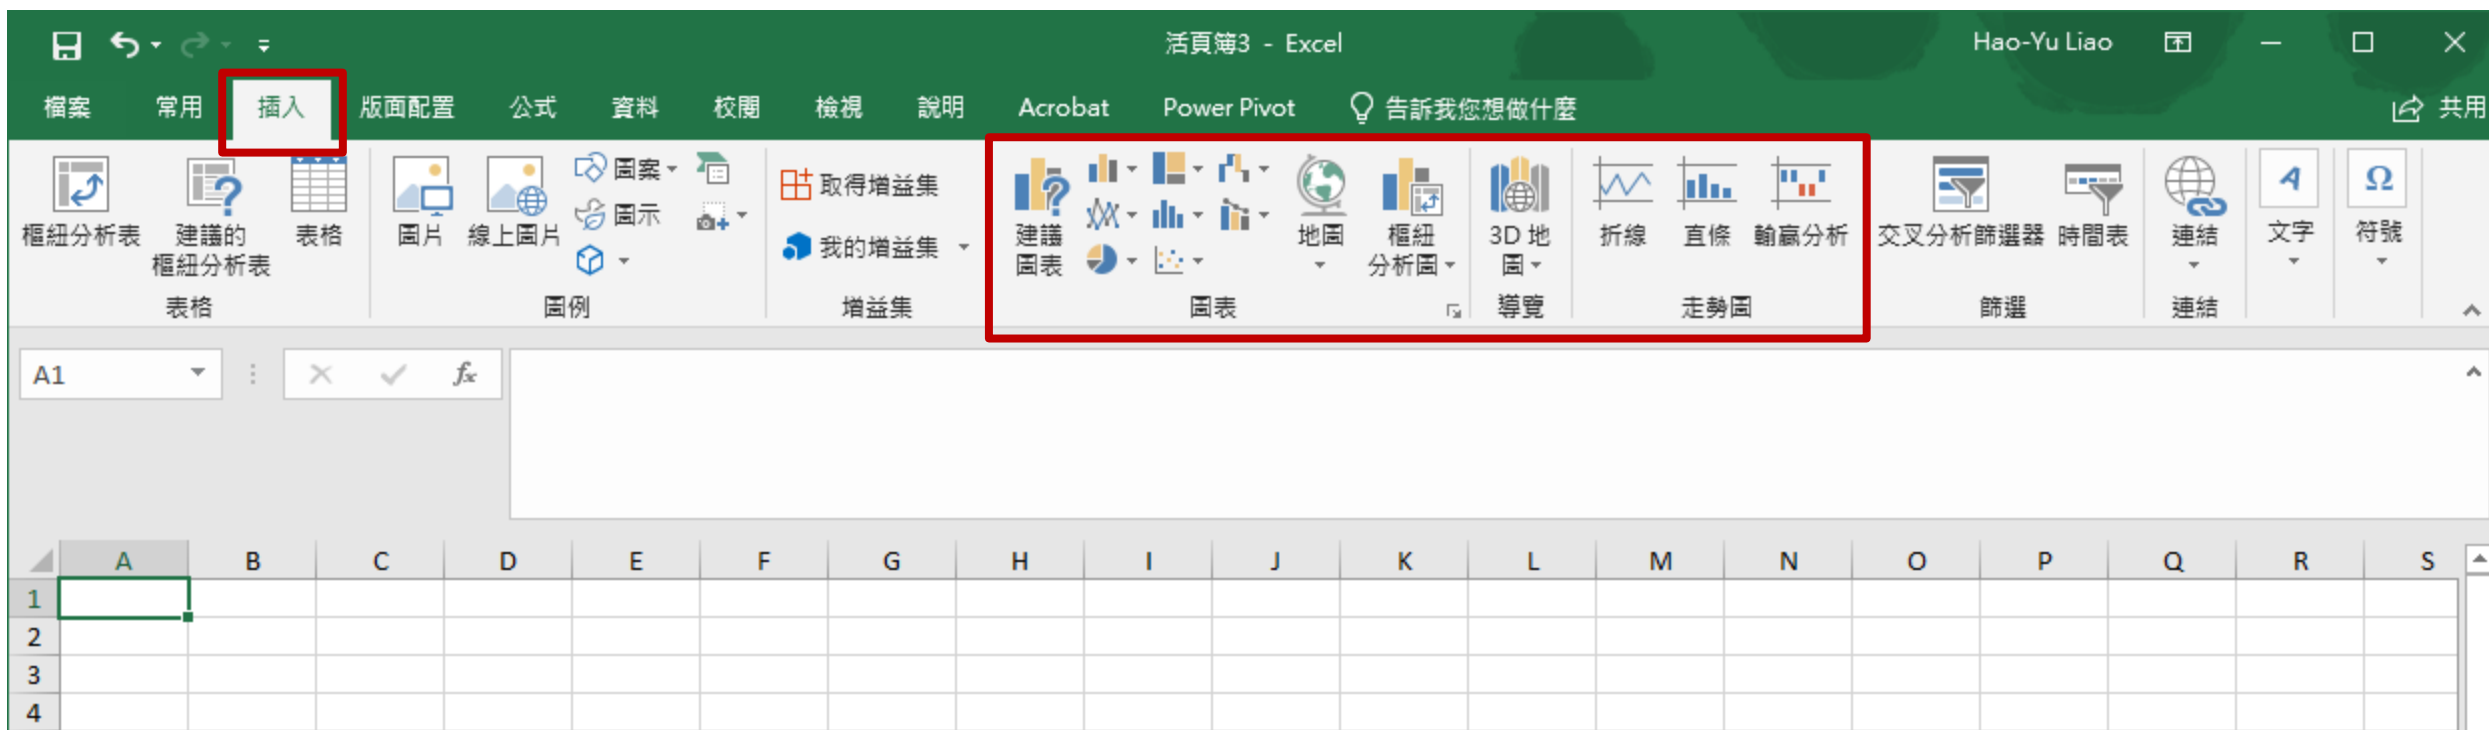 活頁簿3 - Excel
Hao-Yu Liao
檔案 常用 插入 版面配置 公式 資料 校閱 檢視 說明 Acrobat Power Pivot 告訴我您想做什麼 共用
樞紐分析表
建議的
樞紐分析表
表格
表格
圖片
線上圖片
圖案
圖示
圖例
取得增益集
我的增益集
增益集
建議
圖表
地圖
樞紐
分析圖
圖表
3D 地
圖
導覽
折線
直條
輸贏分析
走勢圖
交叉分析篩選器
時間表
篩選
連結
連結
A
文字
Ω
符號
A1
fx
A B C D E F G H I J K L M N O P Q R S
1
2
3
4